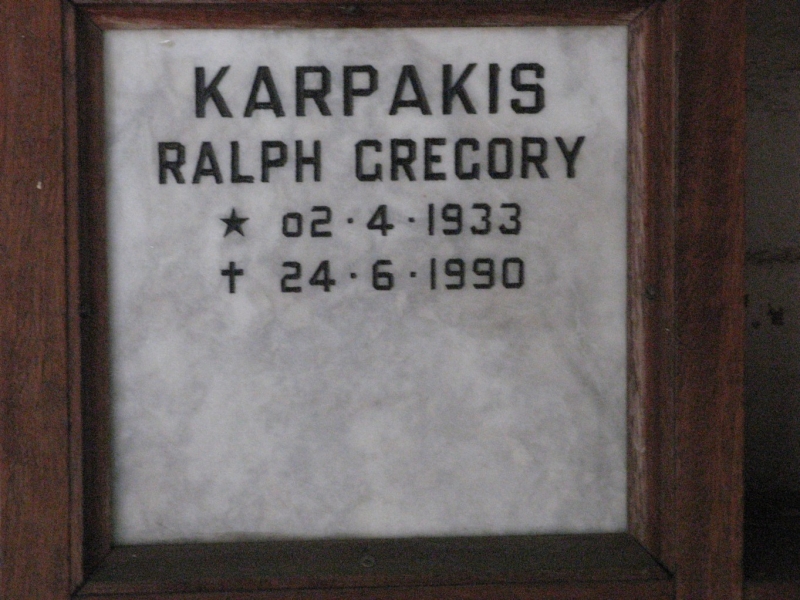 KARPAKIS
RALPH GREGORY
★ 02·4·1933
✝ 24·6·1990